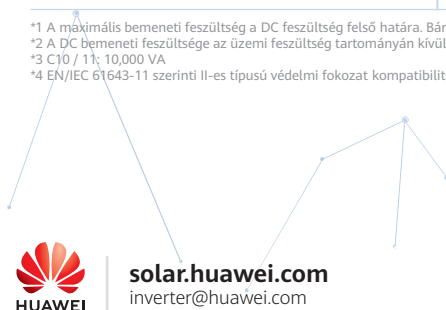 *1 A maximális bemeneti feszültség a DC feszültség felső határa. Bár
*2 A DC bemeneti feszültsége az üzemi feszültség tartományán kívül
*3 C10 / 11: 10,000 VA
*4 EN/IEC 61643-11 szerinti II-es típusú védelmi fokozat kompatibilit
solar.huawei.com
inverter@huawei.com
HUAWEI